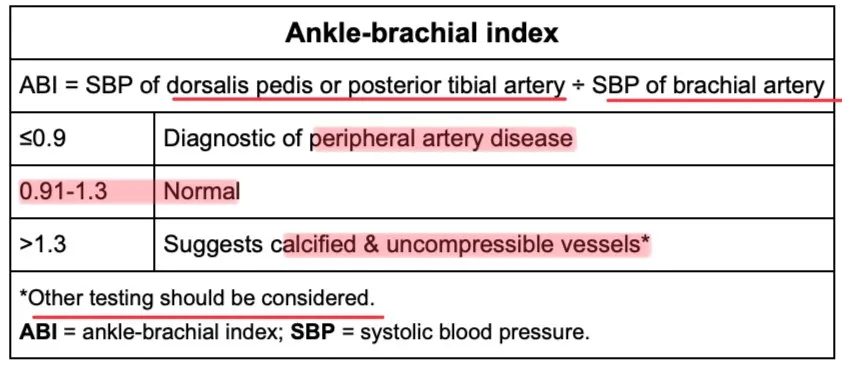 Ankle-brachial index
ABI = SBP of dorsalis pedis or posterior tibial artery ÷ SBP of brachial artery
≤0.9 Diagnostic of peripheral artery disease
0.91-1.3 Normal
>1.3 Suggests calcified & uncompressible vessels*
*Other testing should be considered.
ABI = ankle-brachial index; SBP = systolic blood pressure.